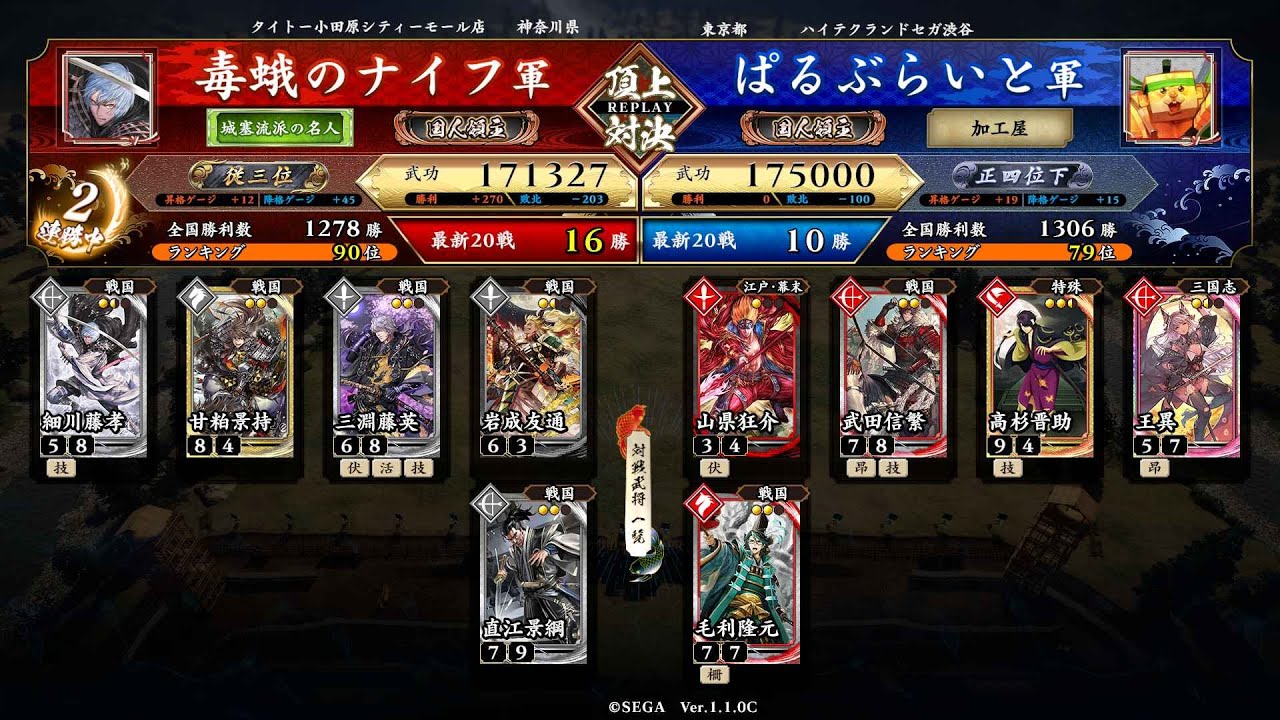 タイトー小田原シティーモール店 神奈川県
東京都 ハイテクランドセガ渋谷
毒蛾のナイフ軍
頂上
REPLAY
対決
ぱるぶらいと軍
城塞流派の名人
国人領主
国人領主
加工屋
従三位
昇格ゲージ +12 降格ゲージ +45
武功 171327
勝利 +270 敗北 -203
武功 175000
勝利 0 敗北 -100
正四位下
昇格ゲージ +19 降格ゲージ +15
2
連勝中
全国勝利数 1278勝
ランキング 90位
最新20戦 16勝
最新20戦 10勝
全国勝利数 1306勝
ランキング 79位
戦国
細川藤孝
5 8
技
戦国
甘粕景持
8 4
戦国
三淵藤英
6 8
伏 活 技
戦国
岩成友通
6 3
江戸・幕末
山県狂介
3 4
伏
戦国
武田信繁
7 8
昂 技
特殊
高杉晋助
9 4
技
三国志
王異
5 7
昂
対戦武将一覧
戦国
直江景綱
7 9
戦国
毛利隆元
7 7
柵
©SEGA Ver.1.1.0C